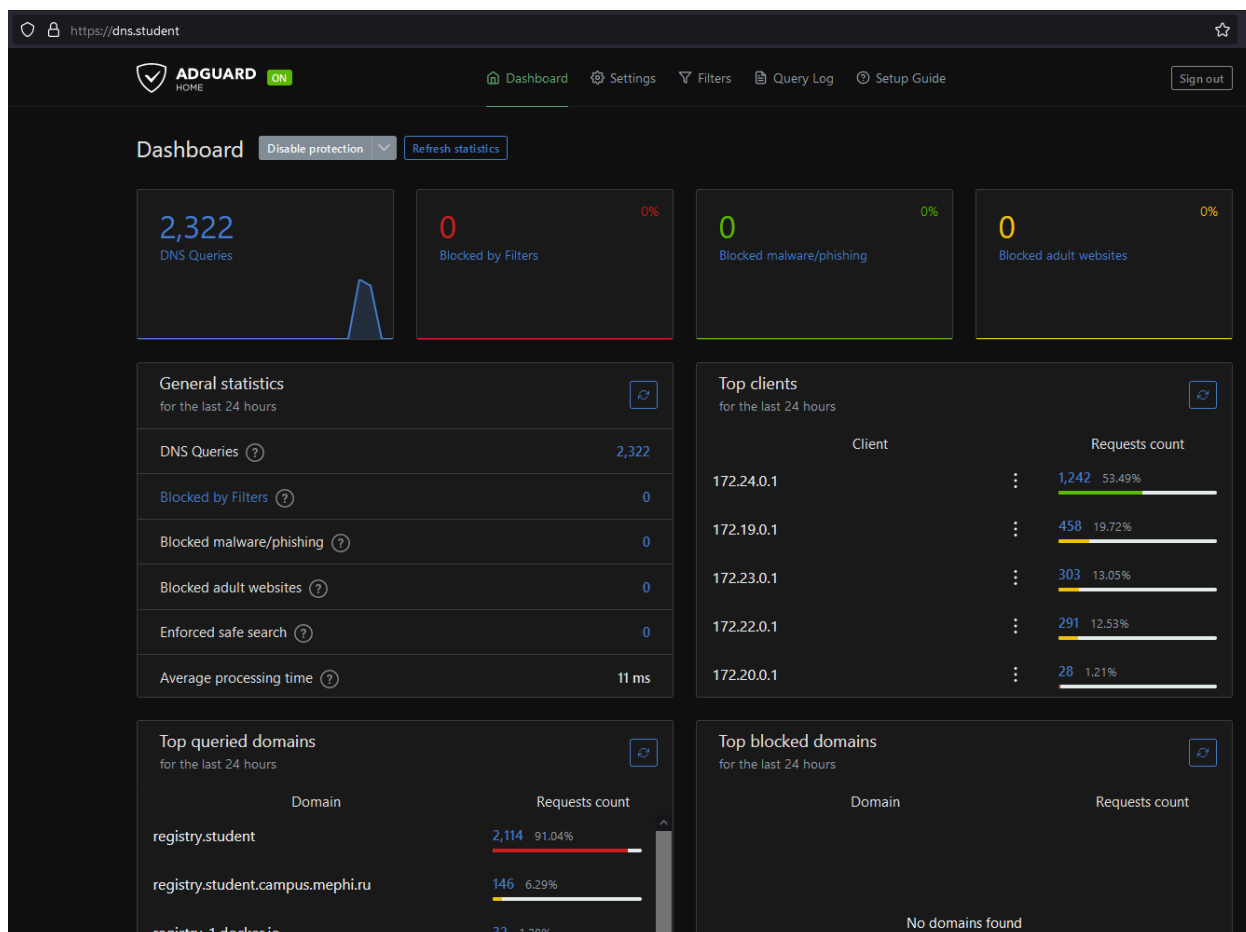 https://dns.student
ADGUARD ON
HOME
Dashboard Settings Filters Query Log Setup Guide
Sign out
Dashboard Disable protection Refresh statistics
2,322
DNS Queries
0%
0
Blocked by Filters
0%
0
Blocked malware/phishing
0%
0
Blocked adult websites
General statistics
for the last 24 hours
DNS Queries ? 2,322
Blocked by Filters ? 0
Blocked malware/phishing ? 0
Blocked adult websites ? 0
Enforced safe search ? 0
Average processing time ? 11 ms
Top clients
for the last 24 hours
Client Requests count
172.24.0.1 1,242 53.49%
172.19.0.1 458 19.72%
172.23.0.1 303 13.05%
172.22.0.1 291 12.53%
172.20.0.1 28 1.21%
Top queried domains
for the last 24 hours
Domain Requests count
registry.student 2,114 91.04%
registry.student.campus.mephi.ru 146 6.29%
Top blocked domains
for the last 24 hours
Domain Requests count
No domains found